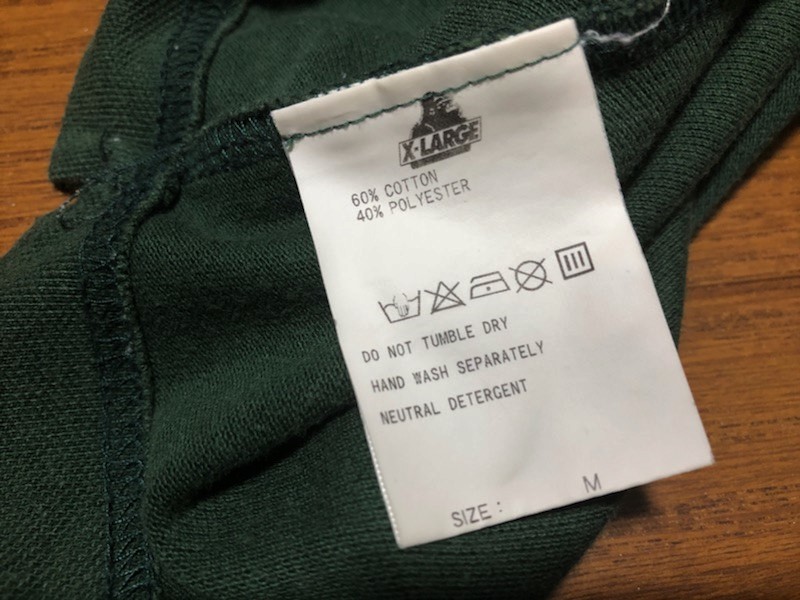 X-LARGE
60% COTTON
40% POLYESTER
DO NOT TUMBLE DRY
HAND WASH SEPARATELY
NEUTRAL DETERGENT
SIZE : M